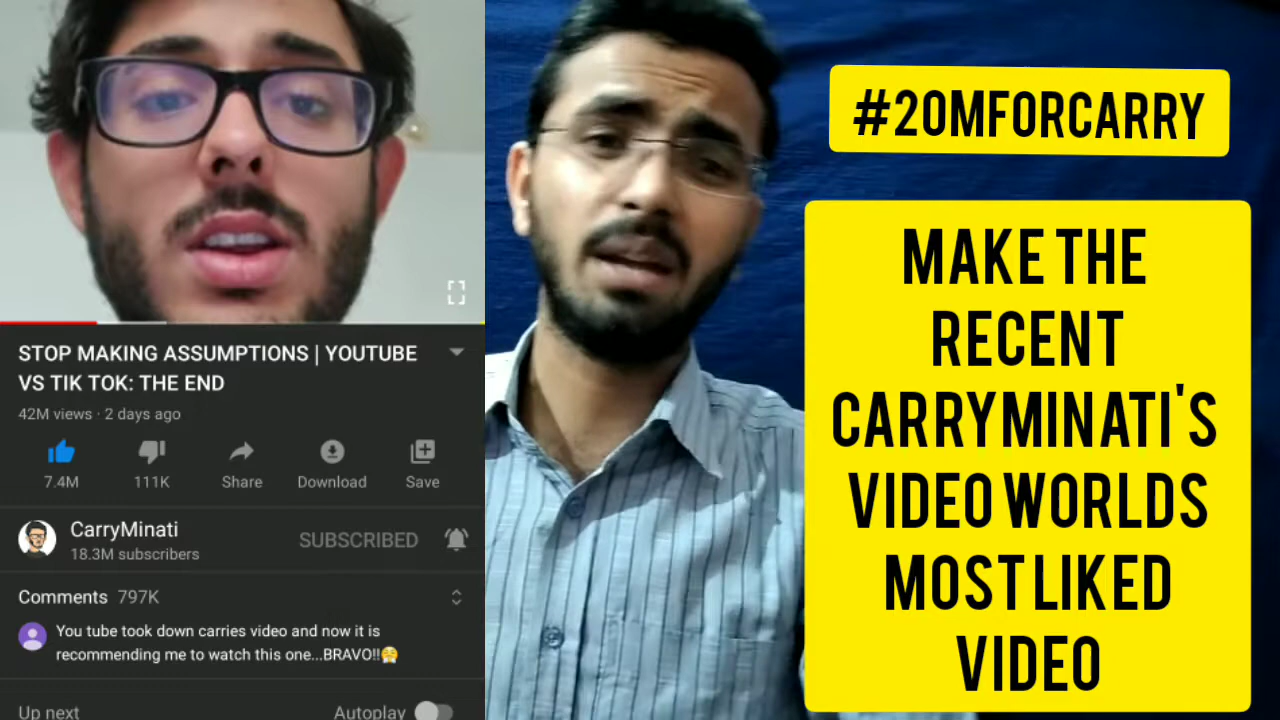 STOP MAKING ASSUMPTIONS | YOUTUBE
VS TIK TOK: THE END
42M views · 2 days ago
7.4M
111K
Share
Download
Save
CarryMinati
18.3M subscribers
SUBSCRIBED
Comments 797K
You tube took down carries video and now it is
recommending me to watch this one...BRAVO!!😤
Up next
Autoplay
#20MFORCARRY
MAKE THE
RECENT
CARRYMINATI'S
VIDEO WORLDS
MOST LIKED
VIDEO